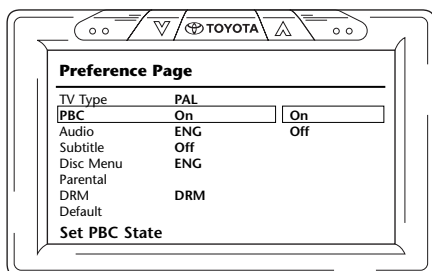 TOYOTA
Preference Page
TV Type PAL
PBC On On
Audio ENG Off
Subtitle Off
Disc Menu ENG
Parental
DRM DRM
Default
Set PBC State